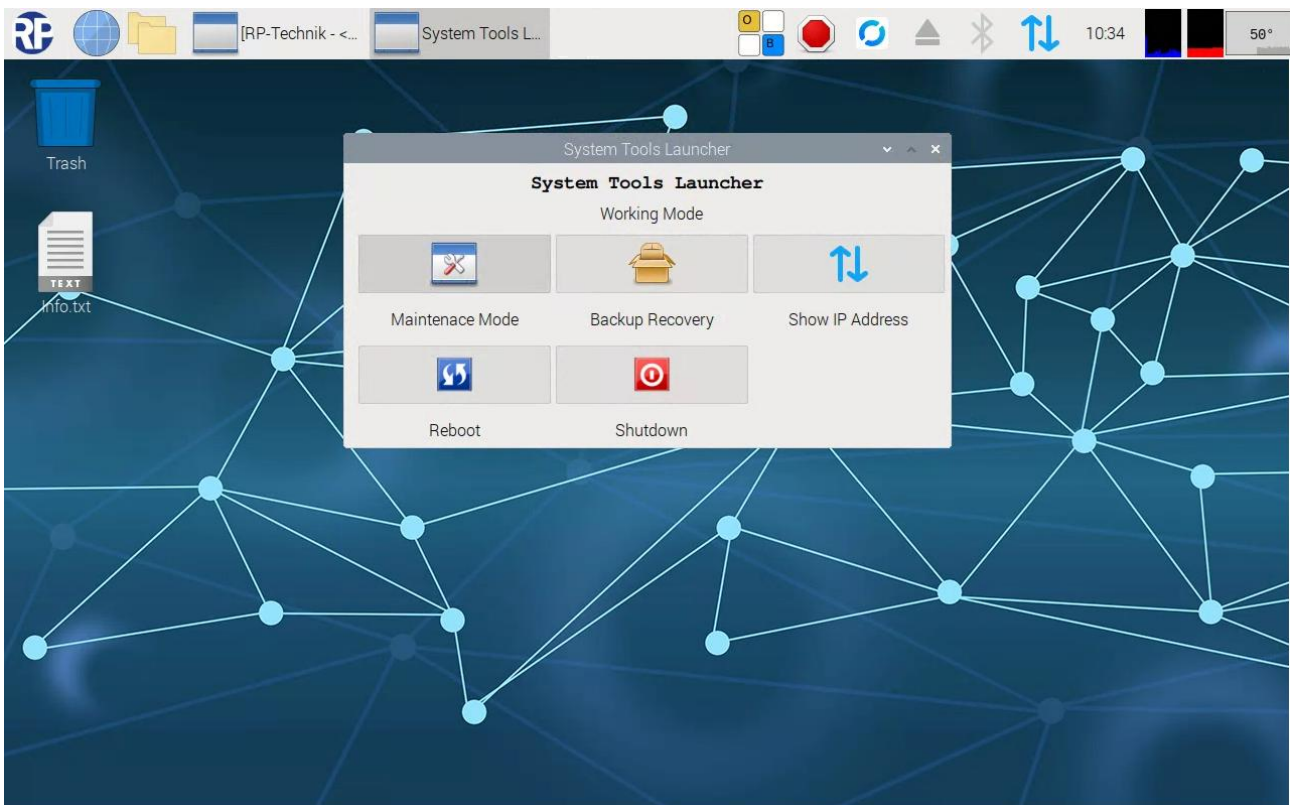 RP
[RP-Technik - <...
System Tools L...
O
B
10:34
50°
Trash
TEXT
Info.txt
System Tools Launcher
System Tools Launcher
Working Mode
Maintenace Mode
Backup Recovery
Show IP Address
Reboot
Shutdown